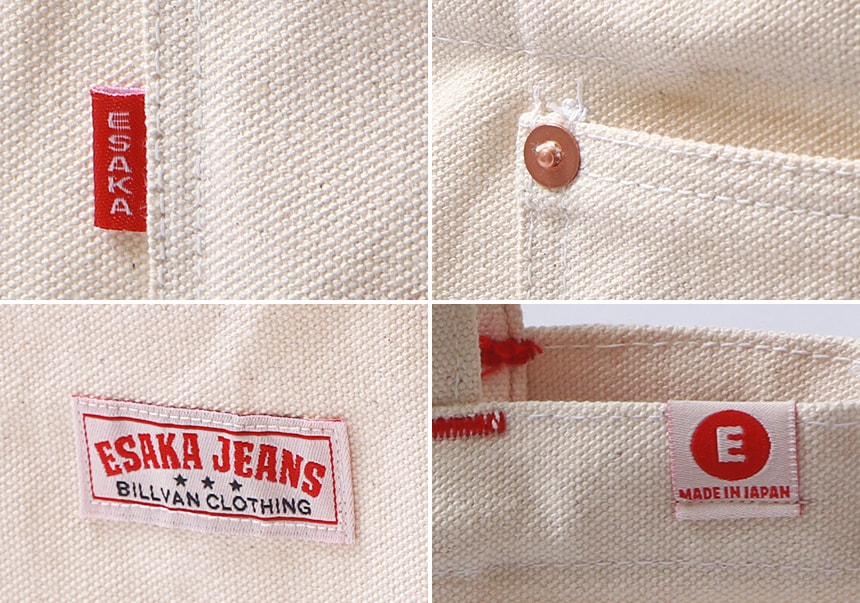 ESAKA
ESAKA JEANS
★ ★ ★
BILLVAN CLOTHING
E
MADE IN JAPAN